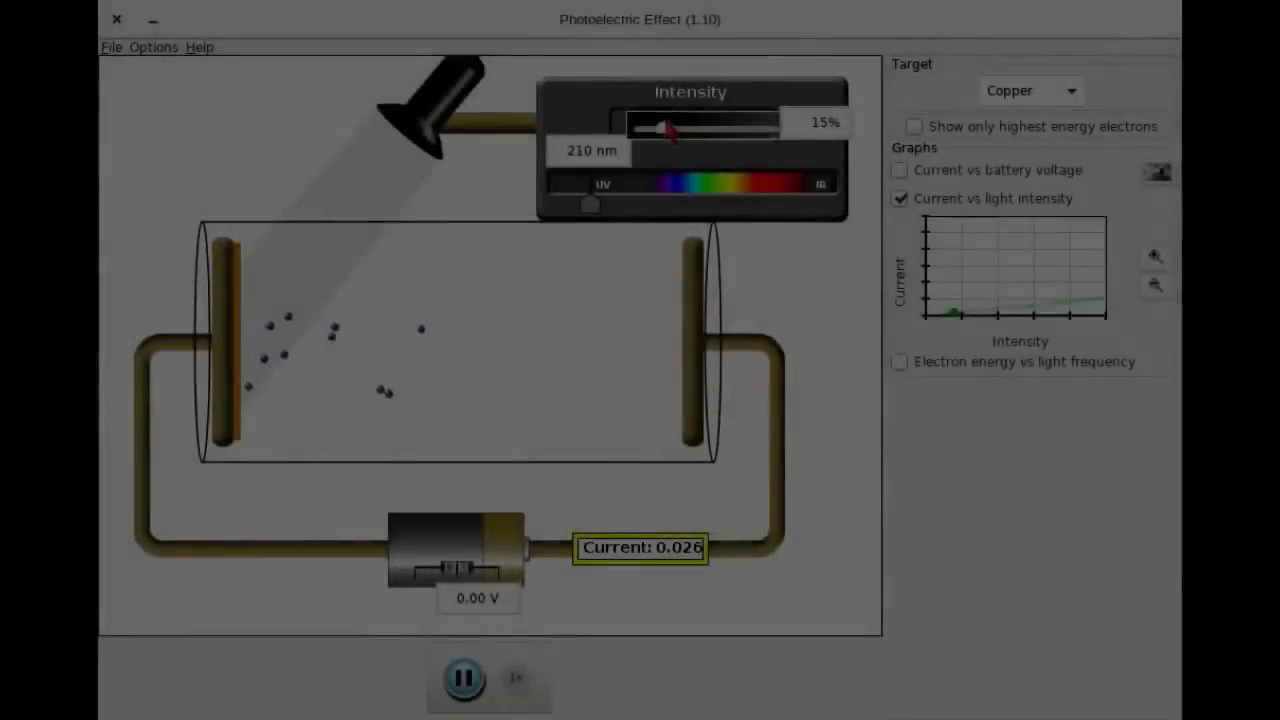 Photoelectric Effect (1.10)
File Options Help
Intensity
15%
210 nm
UV
IR
Current: 0.026
0.00 V
Target
Copper
Show only highest energy electrons
Graphs
Current vs battery voltage
Current vs light intensity
Current
Intensity
Electron energy vs light frequency